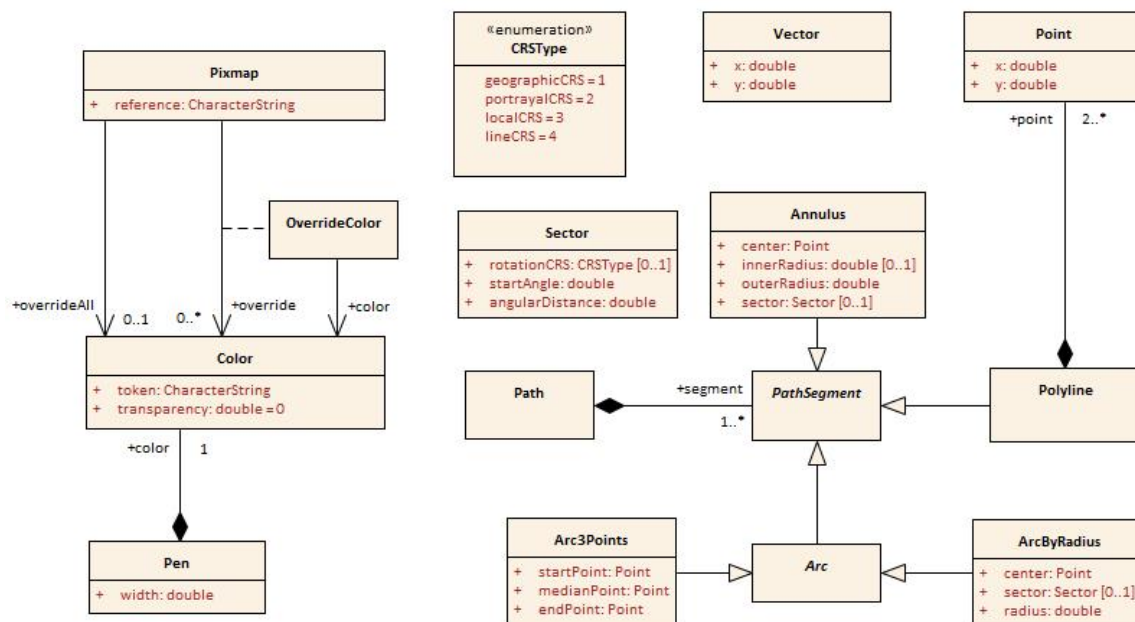 Pixmap
+ reference: CharacterString
«enumeration»
CRSType
geographicCRS = 1
portrayalCRS = 2
localCRS = 3
lineCRS = 4
Vector
+ x: double
+ y: double
Point
+ x: double
+ y: double
+point 2..*
OverrideColor
+overrideAll 0..1 0..* +override +color
Sector
+ rotationCRS: CRSType [0..1]
+ startAngle: double
+ angularDistance: double
Annulus
+ center: Point
+ innerRadius: double [0..1]
+ outerRadius: double
+ sector: Sector [0..1]
Color
+ token: CharacterString
+ transparency: double = 0
+color 1
Path
+segment
1..*
PathSegment
Polyline
Pen
+ width: double
Arc3Points
+ startPoint: Point
+ medianPoint: Point
+ endPoint: Point
Arc
ArcByRadius
+ center: Point
+ sector: Sector [0..1]
+ radius: double